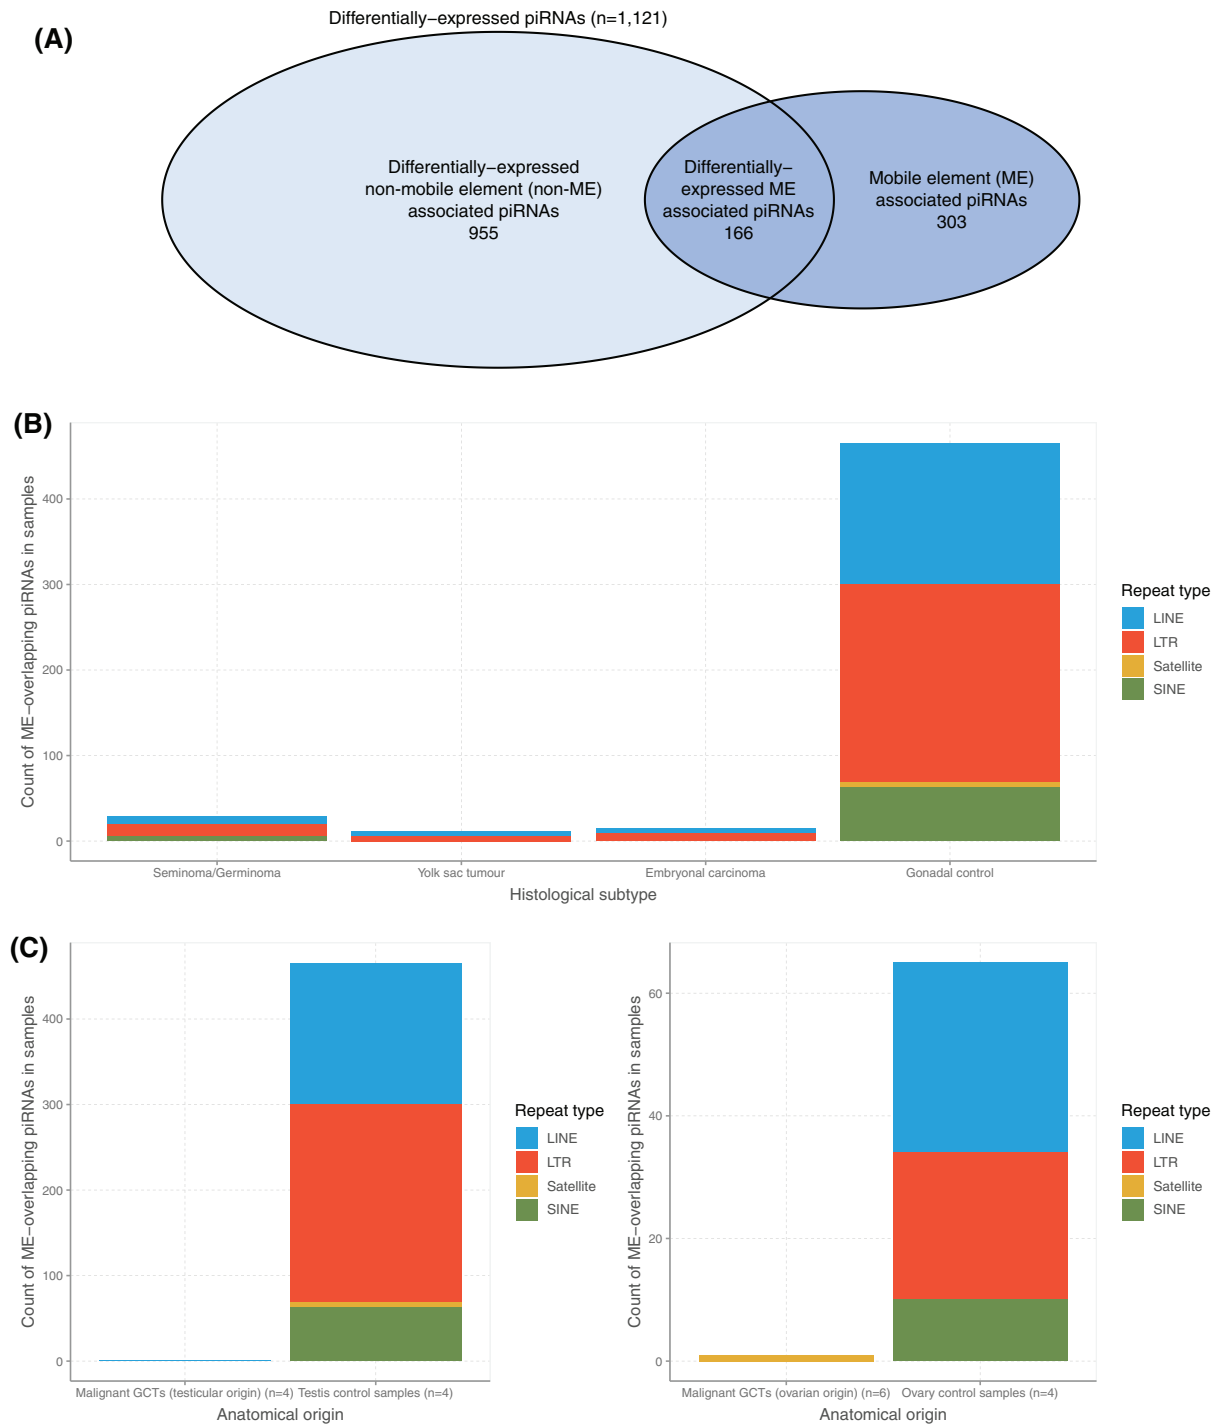 (A)
Differentially−expressed piRNAs (n=1,121)
Differentially−expressed
non-mobile element (non-ME)
associated piRNAs
955
Differentially−
expressed ME
associated piRNAs
166
Mobile element (ME)
associated piRNAs
303
(B)
Count of ME−overlapping piRNAs in samples
400
300
200
100
0
Seminoma/Germinoma
Yolk sac tumour
Embryonal carcinoma
Gonadal control
Histological subtype
Repeat type
LINE
LTR
Satellite
SINE
(C)
Count of ME−overlapping piRNAs in samples
400
300
200
100
0
Malignant GCTs (testicular origin) (n=4)
Testis control samples (n=4)
Anatomical origin
Repeat type
LINE
LTR
Satellite
SINE
Count of ME−overlapping piRNAs in samples
60
40
20
0
Malignant GCTs (ovarian origin) (n=6)
Ovary control samples (n=4)
Anatomical origin
Repeat type
LINE
LTR
Satellite
SINE